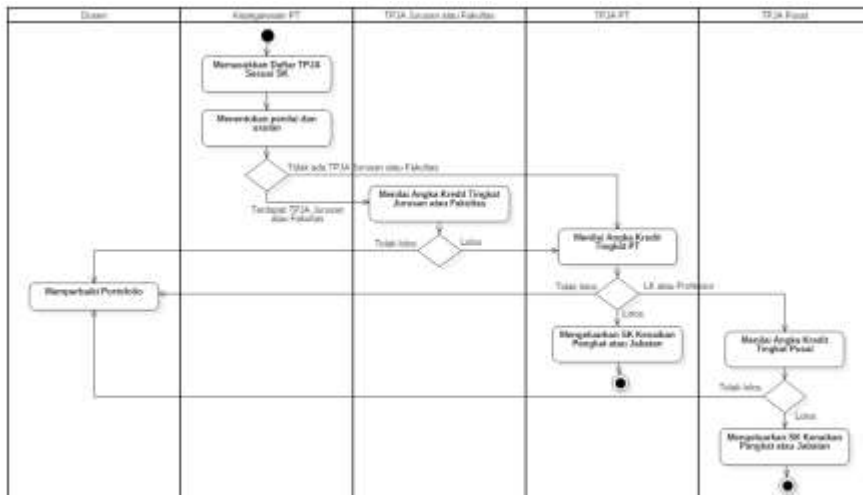 Dosen
Kepegawaian PT
TPJA Jurusan atau Fakultas
TPJA PT
TPJA Pusat
Memasukkan Daftar TPJA
Sesuai SK
Menentukan penilai dan
usulan
Tidak ada TPJA Jurusan atau Fakultas
Terdapat TPJA Jurusan
atau Fakultas
Menilai Angka Kredit Tingkat
Jurusan atau Fakultas
Tidak lolos
Lolos
Menilai Angka Kredit
Tingkat PT
Memperbaiki Portofolio
Tidak lolos
LK atau Professor
Lolos
Mengeluarkan SK Kenaikan
Pangkat atau Jabatan
Menilai Angka Kredit
Tingkat Pusat
Tidak lolos
Lolos
Mengeluarkan SK Kenaikan
Pangkat atau Jabatan